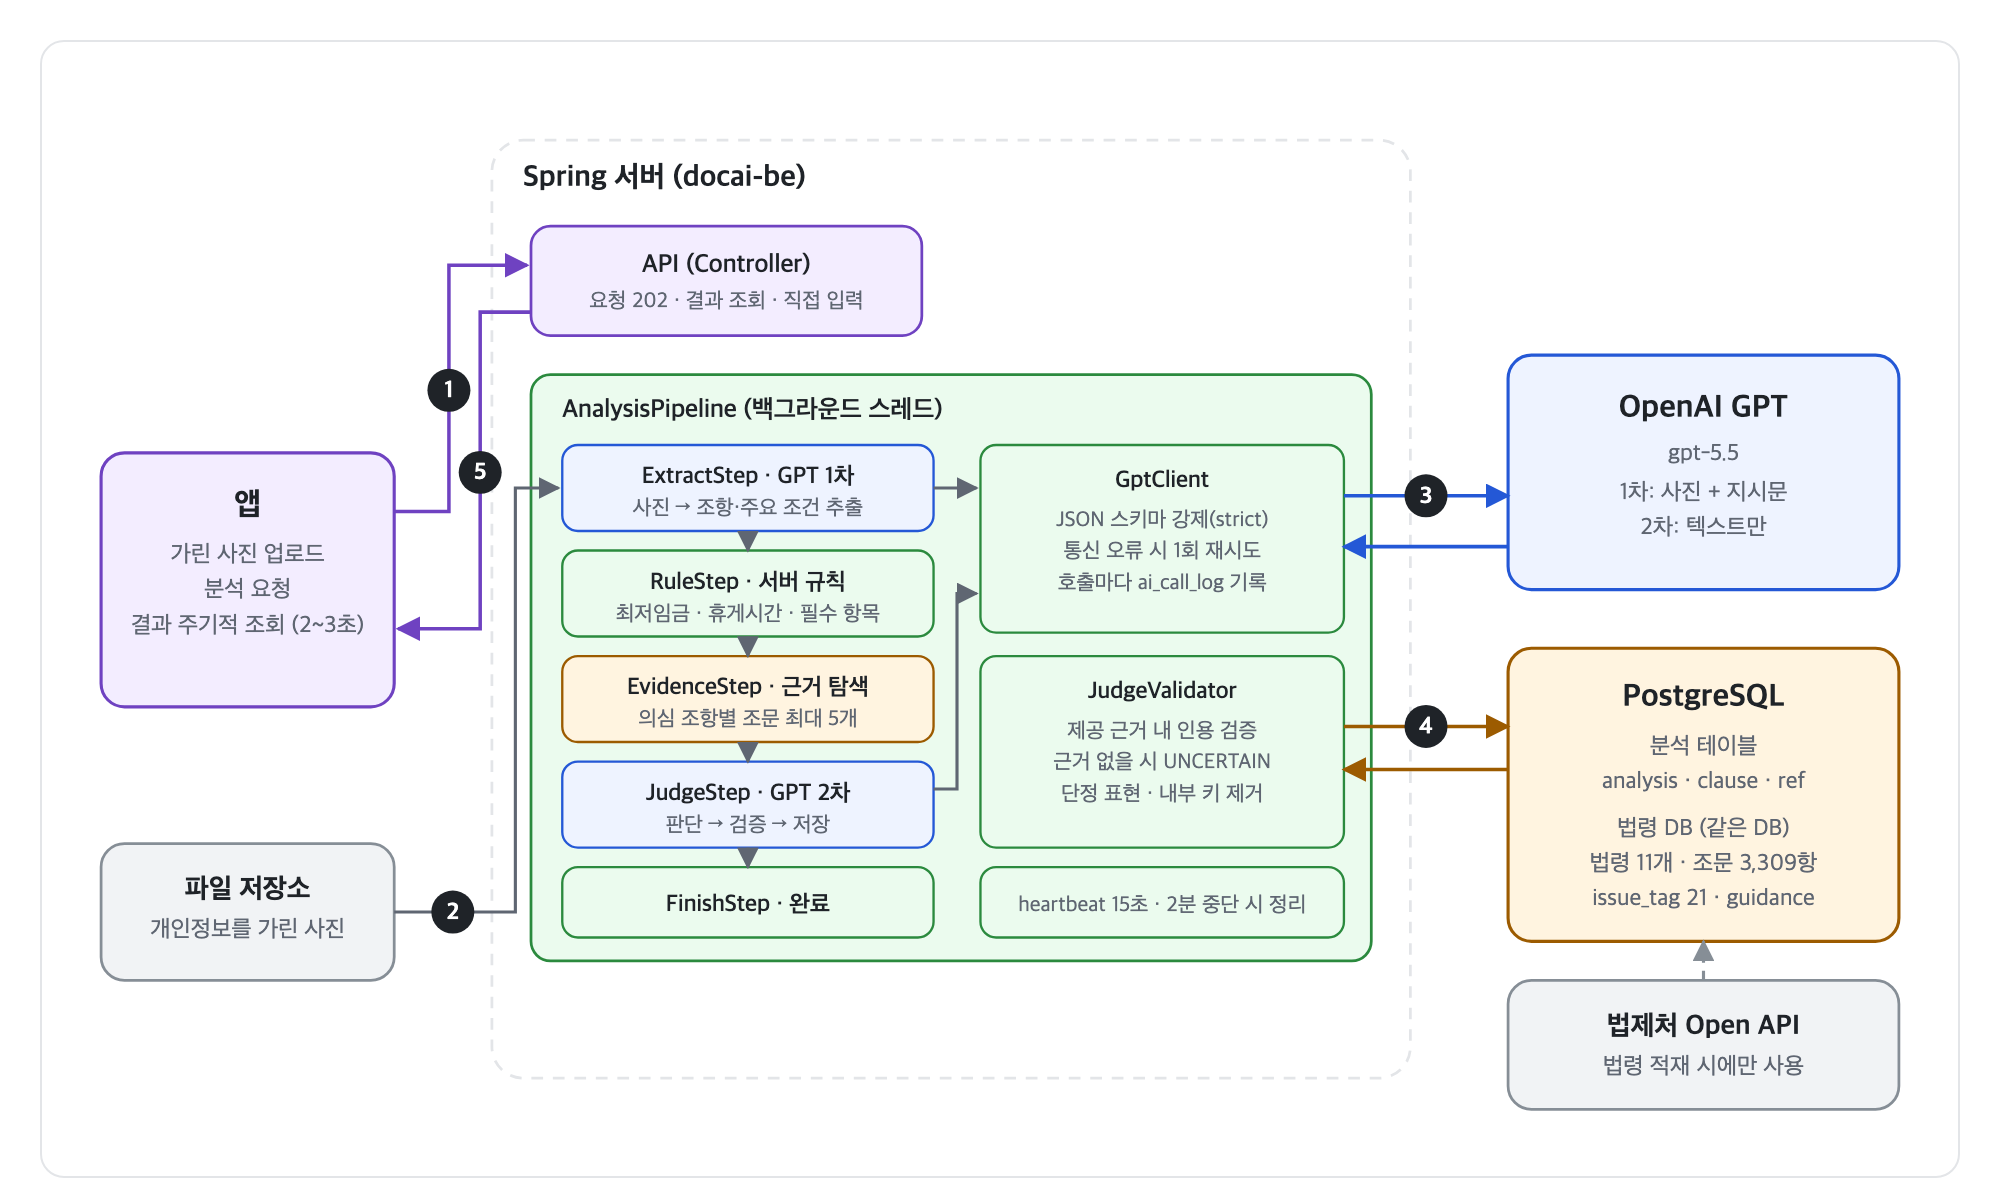 Spring 서버 (docai-be)
API (Controller)
요청 202 · 결과 조회 · 직접 입력
1
5
앱
가린 사진 업로드
분석 요청
결과 주기적 조회 (2~3초)
파일 저장소
개인정보를 가린 사진
2
AnalysisPipeline (백그라운드 스레드)
ExtractStep · GPT 1차
사진 → 조항·주요 조건 추출
RuleStep · 서버 규칙
최저임금 · 휴게시간 · 필수 항목
EvidenceStep · 근거 탐색
의심 조항별 조문 최대 5개
JudgeStep · GPT 2차
판단 → 검증 → 저장
FinishStep · 완료
GptClient
JSON 스키마 강제(strict)
통신 오류 시 1회 재시도
호출마다 ai_call_log 기록
JudgeValidator
제공 근거 내 인용 검증
근거 없을 시 UNCERTAIN
단정 표현 · 내부 키 제거
heartbeat 15초 · 2분 중단 시 정리
3
4
OpenAI GPT
gpt-5.5
1차: 사진 + 지시문
2차: 텍스트만
PostgreSQL
분석 테이블
analysis · clause · ref
법령 DB (같은 DB)
법령 11개 · 조문 3,309항
issue_tag 21 · guidance
법제처 Open API
법령 적재 시에만 사용